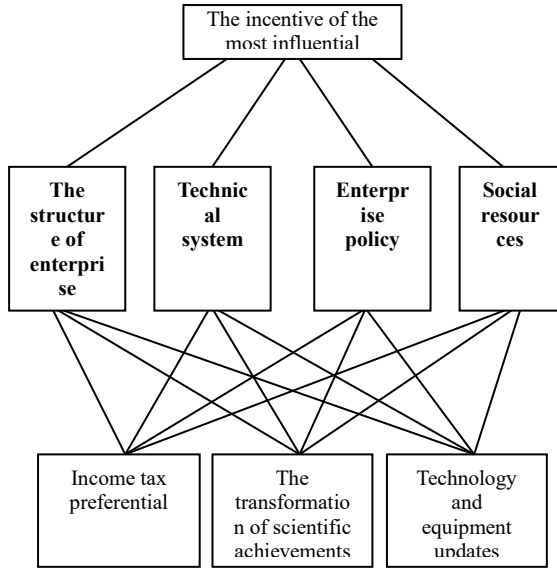 The incentive of the
most influential
The
structur
e of
enterpri
se
Technic
al
system
Enterpr
ise
policy
Social
resour
ces
Income tax
preferential
The
transformatio
n of scientific
achievements
Technology
and
equipment
updates